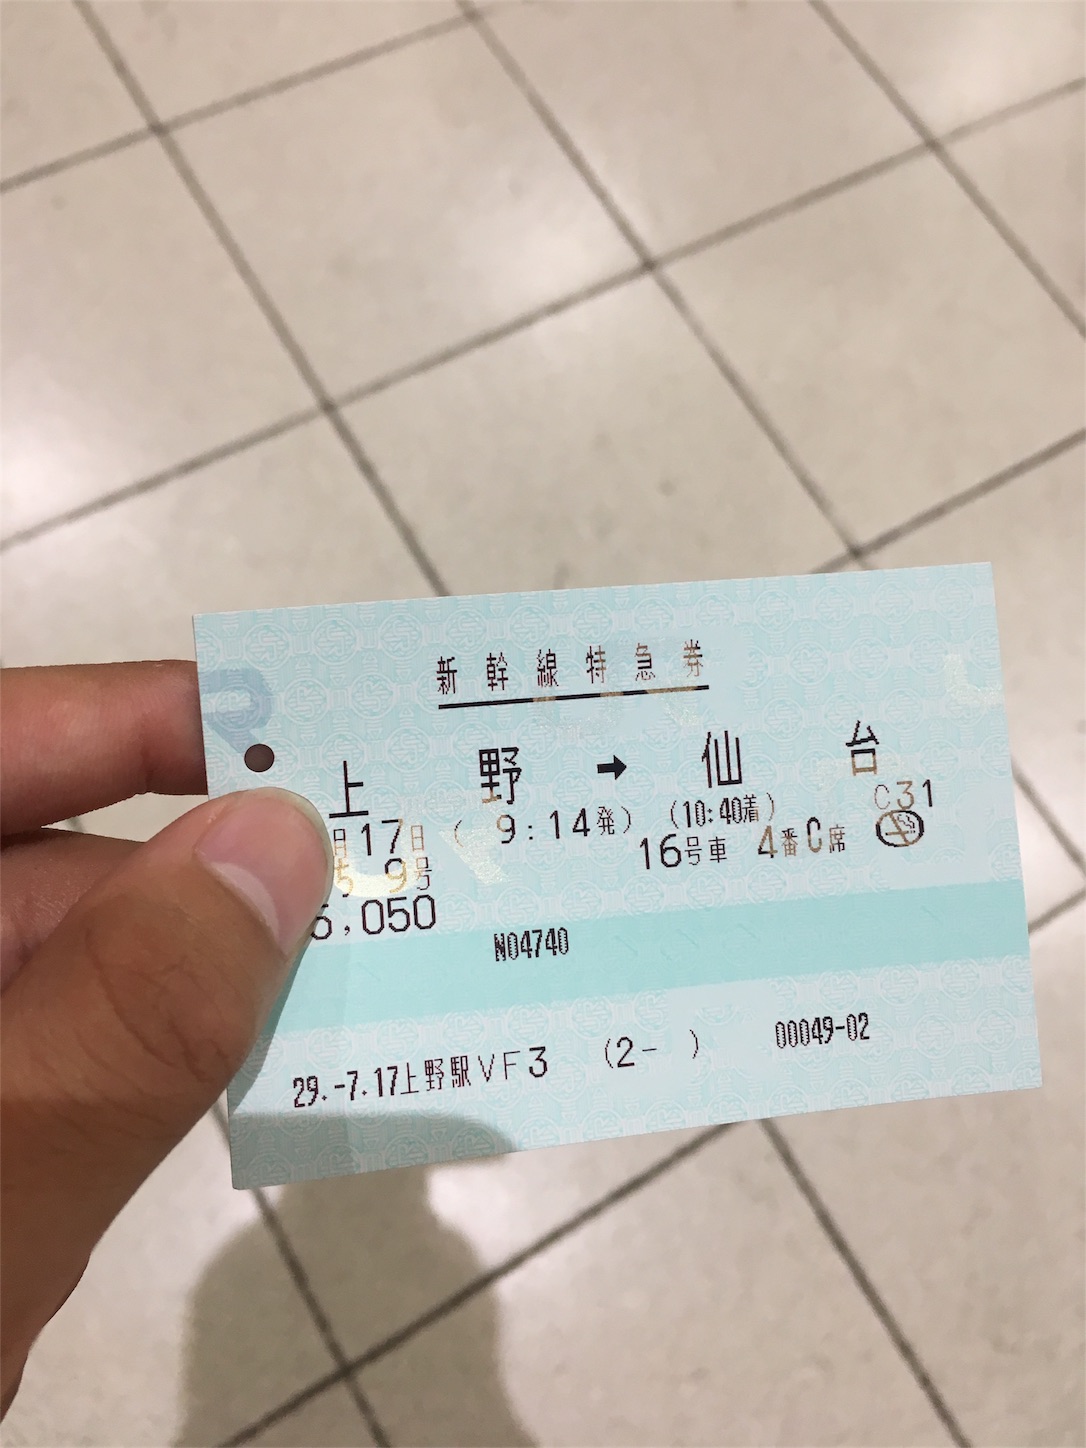 新幹線特急券
上野➡仙台
月17日 ( 9:14発) (10:40着) C31
9号 16号車 4番C席
,050
N04740
29.-7.17上野駅VF3 (2- ) 00049-02